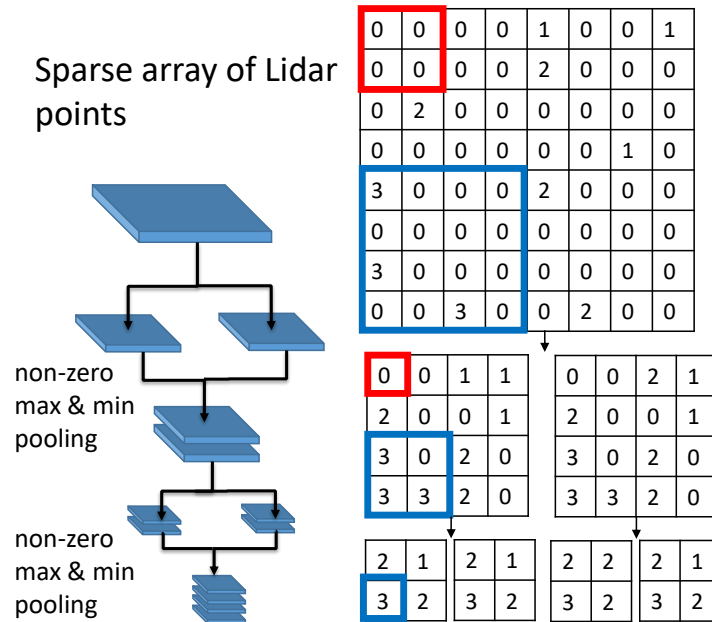 Sparse array of Lidar
points
0 0 0 0 1 0 0 1
0 0 0 0 2 0 0 0
0 2 0 0 0 0 0 0
0 0 0 0 0 0 1 0
3 0 0 0 2 0 0 0
0 0 0 0 0 0 0 0
3 0 0 0 0 0 0 0
0 0 3 0 0 2 0 0
non-zero
max & min
pooling
0 0 1 1
2 0 0 1
3 0 2 0
3 3 2 0
0 0 2 1
2 0 0 1
3 0 2 0
3 3 2 0
non-zero
max & min
pooling
2 1
3 2
2 1
3 2
2 2
3 2
2 1
3 2